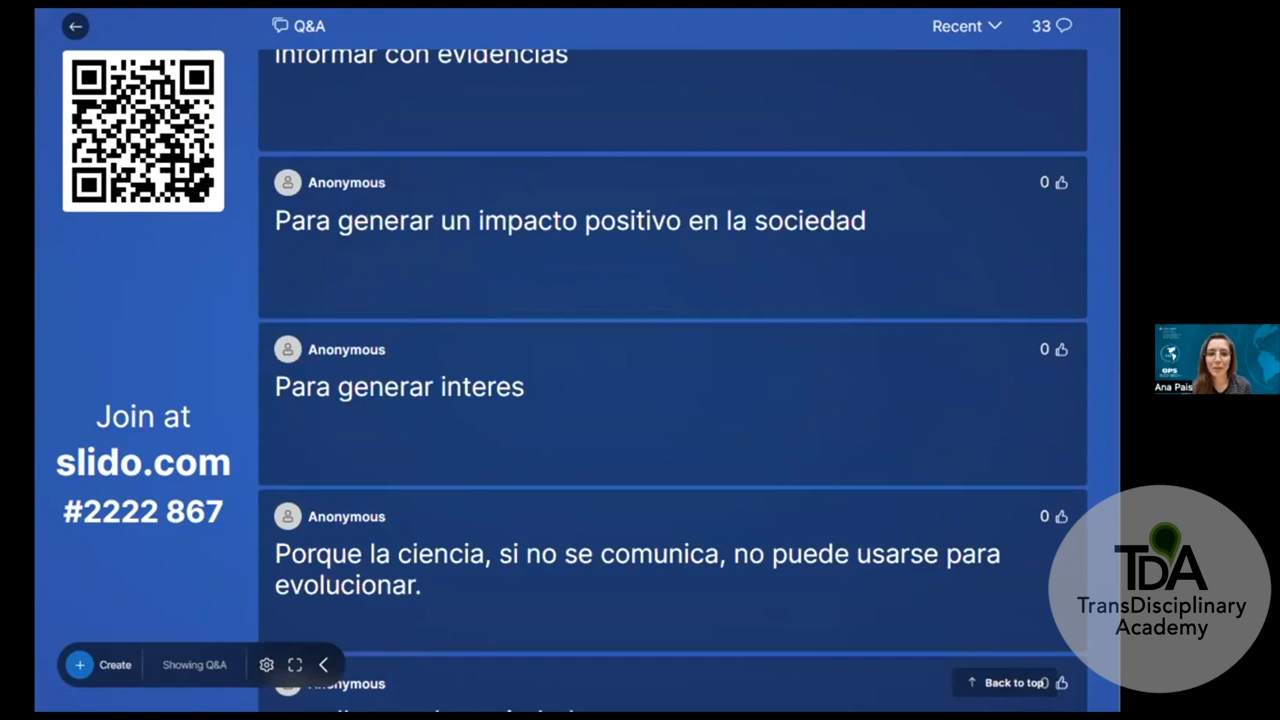 Q&A
Recent
33
informar con evidencias
Anonymous
0
Para generar un impacto positivo en la sociedad
Anonymous
0
Para generar interes
Anonymous
0
Porque la ciencia, si no se comunica, no puede usarse para
evolucionar.
Anonymous
Back to top
Join at
slido.com
#2222 867
Create
Showing Q&A
OPS
Ana Pais
TDA
TransDisciplinary
Academy